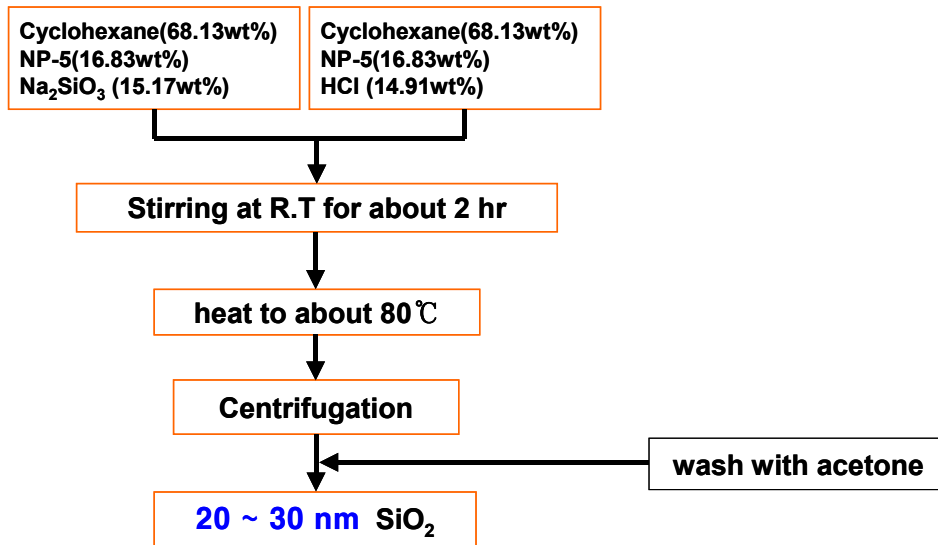 Cyclohexane(68.13wt%)
NP-5(16.83wt%)
Na₂SiO₃ (15.17wt%)
Cyclohexane(68.13wt%)
NP-5(16.83wt%)
HCl (14.91wt%)
Stirring at R.T for about 2 hr
heat to about 80℃
Centrifugation
wash with acetone
20 ~ 30 nm SiO₂